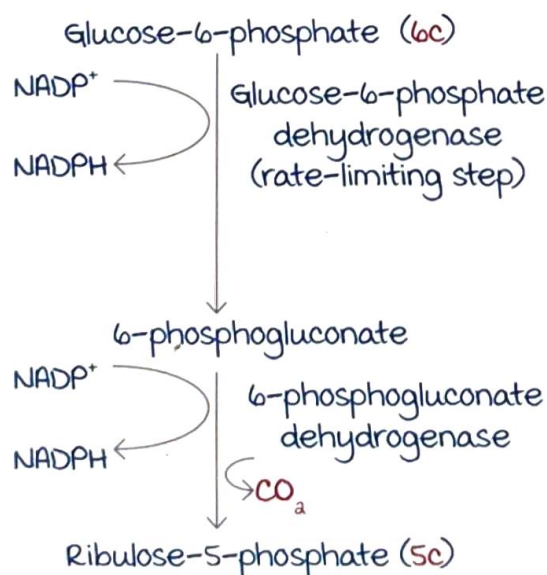 Glucose-6-phosphate (6c)
NADP⁺
Glucose-6-phosphate
dehydrogenase
(rate-limiting step)
NADPH
6-phosphogluconate
NADP⁺
6-phosphogluconate
dehydrogenase
NADPH
CO₂
Ribulose-5-phosphate (5c)